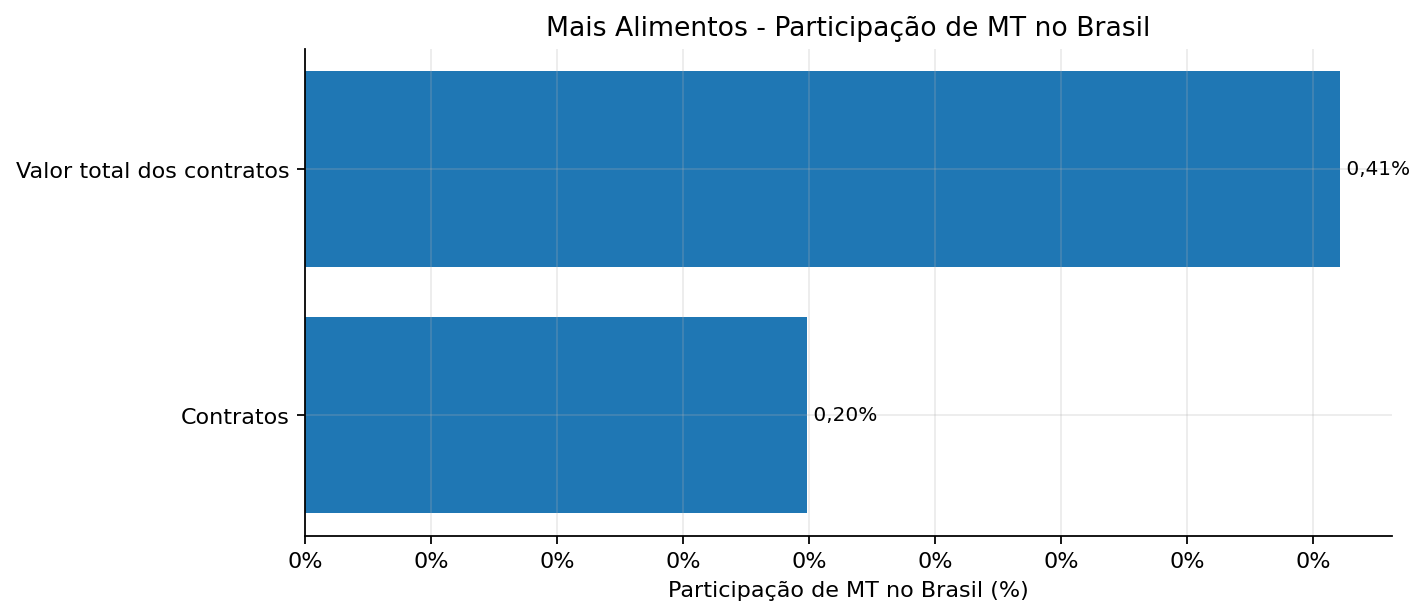 Mais Alimentos - Participação de MT no Brasil
Valor total dos contratos
0,41%
Contratos
0,20%
0% 0% 0% 0% 0% 0% 0% 0% 0%
Participação de MT no Brasil (%)